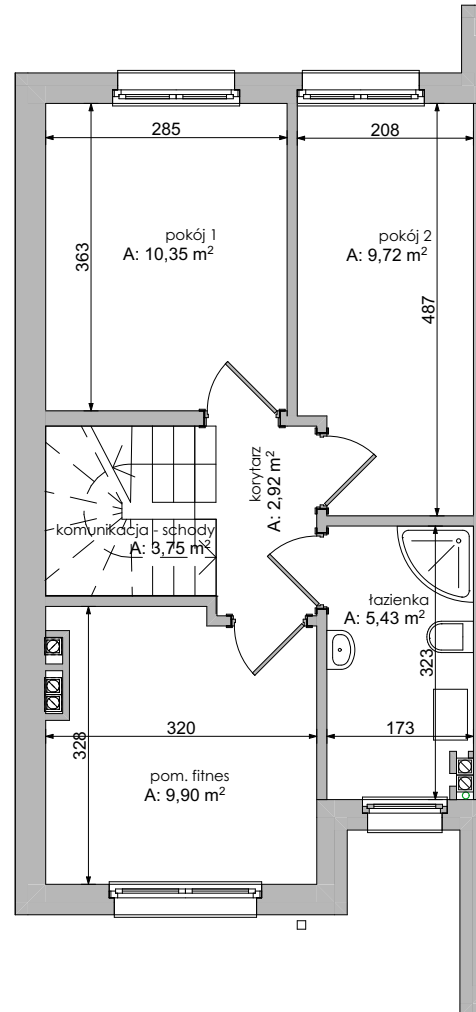 285
208
pokój 1
A: 10,35 m²
pokój 2
A: 9,72 m²
363
487
korytarz
A: 2,92 m²
komunikacja - schody
A: 3,75 m²
łazienka
A: 5,43 m²
323
328
320
173
pom. fitnes
A: 9,90 m²